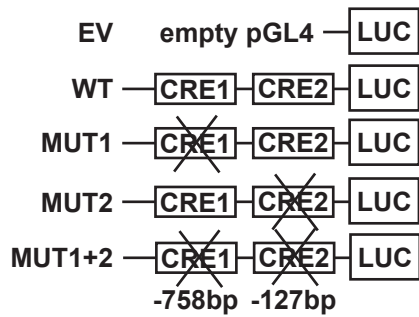 EV empty pGL4 LUC
WT CRE1 CRE2 LUC
MUT1 CRE1 CRE2 LUC
MUT2 CRE1 CRE2 LUC
MUT1+2 CRE1 CRE2 LUC
-758bp -127bp